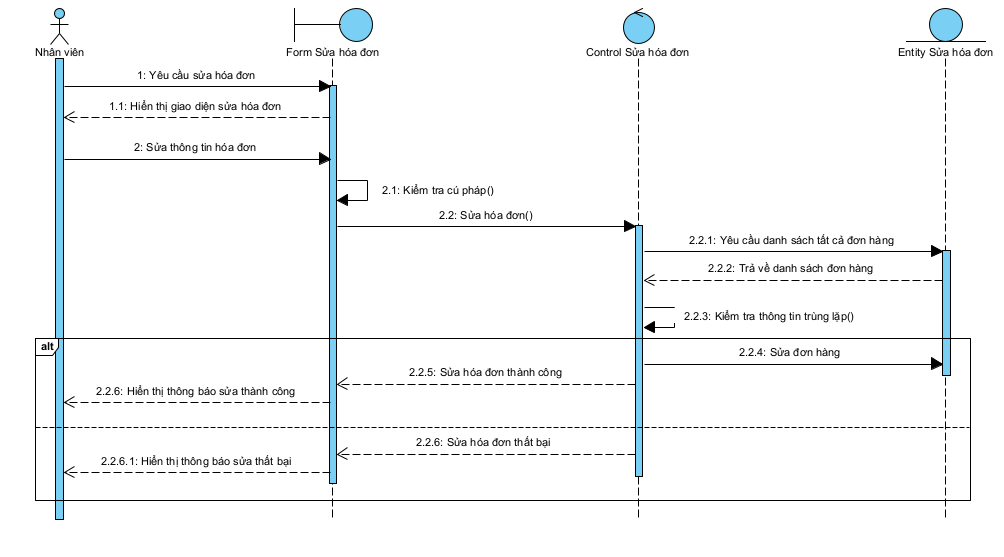 Nhân viên
Form Sửa hóa đơn
Control Sửa hóa đơn
Entity Sửa hóa đơn
1: Yêu cầu sửa hóa đơn
1.1: Hiển thị giao diện sửa hóa đơn
2: Sửa thông tin hóa đơn
2.1: Kiểm tra cú pháp()
2.2: Sửa hóa đơn()
2.2.1: Yêu cầu danh sách tất cả đơn hàng
2.2.2: Trả về danh sách đơn hàng
2.2.3: Kiểm tra thông tin trùng lặp()
alt
2.2.4: Sửa đơn hàng
2.2.5: Sửa hóa đơn thành công
2.2.6: Hiển thị thông báo sửa thành công
2.2.6: Sửa hóa đơn thất bại
2.2.6.1: Hiển thị thông báo sửa thất bại